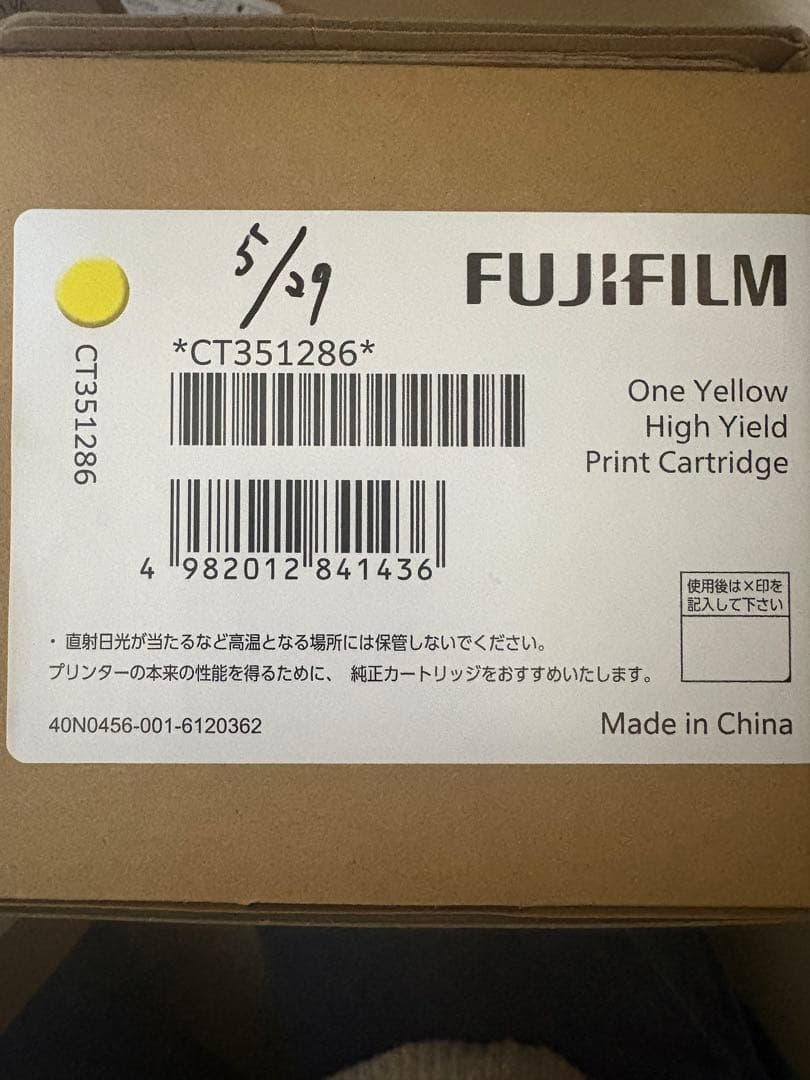 5/29
FUJIFILM
*CT351286*
CT351286
One Yellow
High Yield
Print Cartridge
4 982012 841436
使用後は×印を
記入して下さい
・直射日光が当たるなど高温となる場所には保管しないでください。
プリンターの本来の性能を得るために、 純正カートリッジをおすすめいたします。
40N0456-001-6120362
Made in China